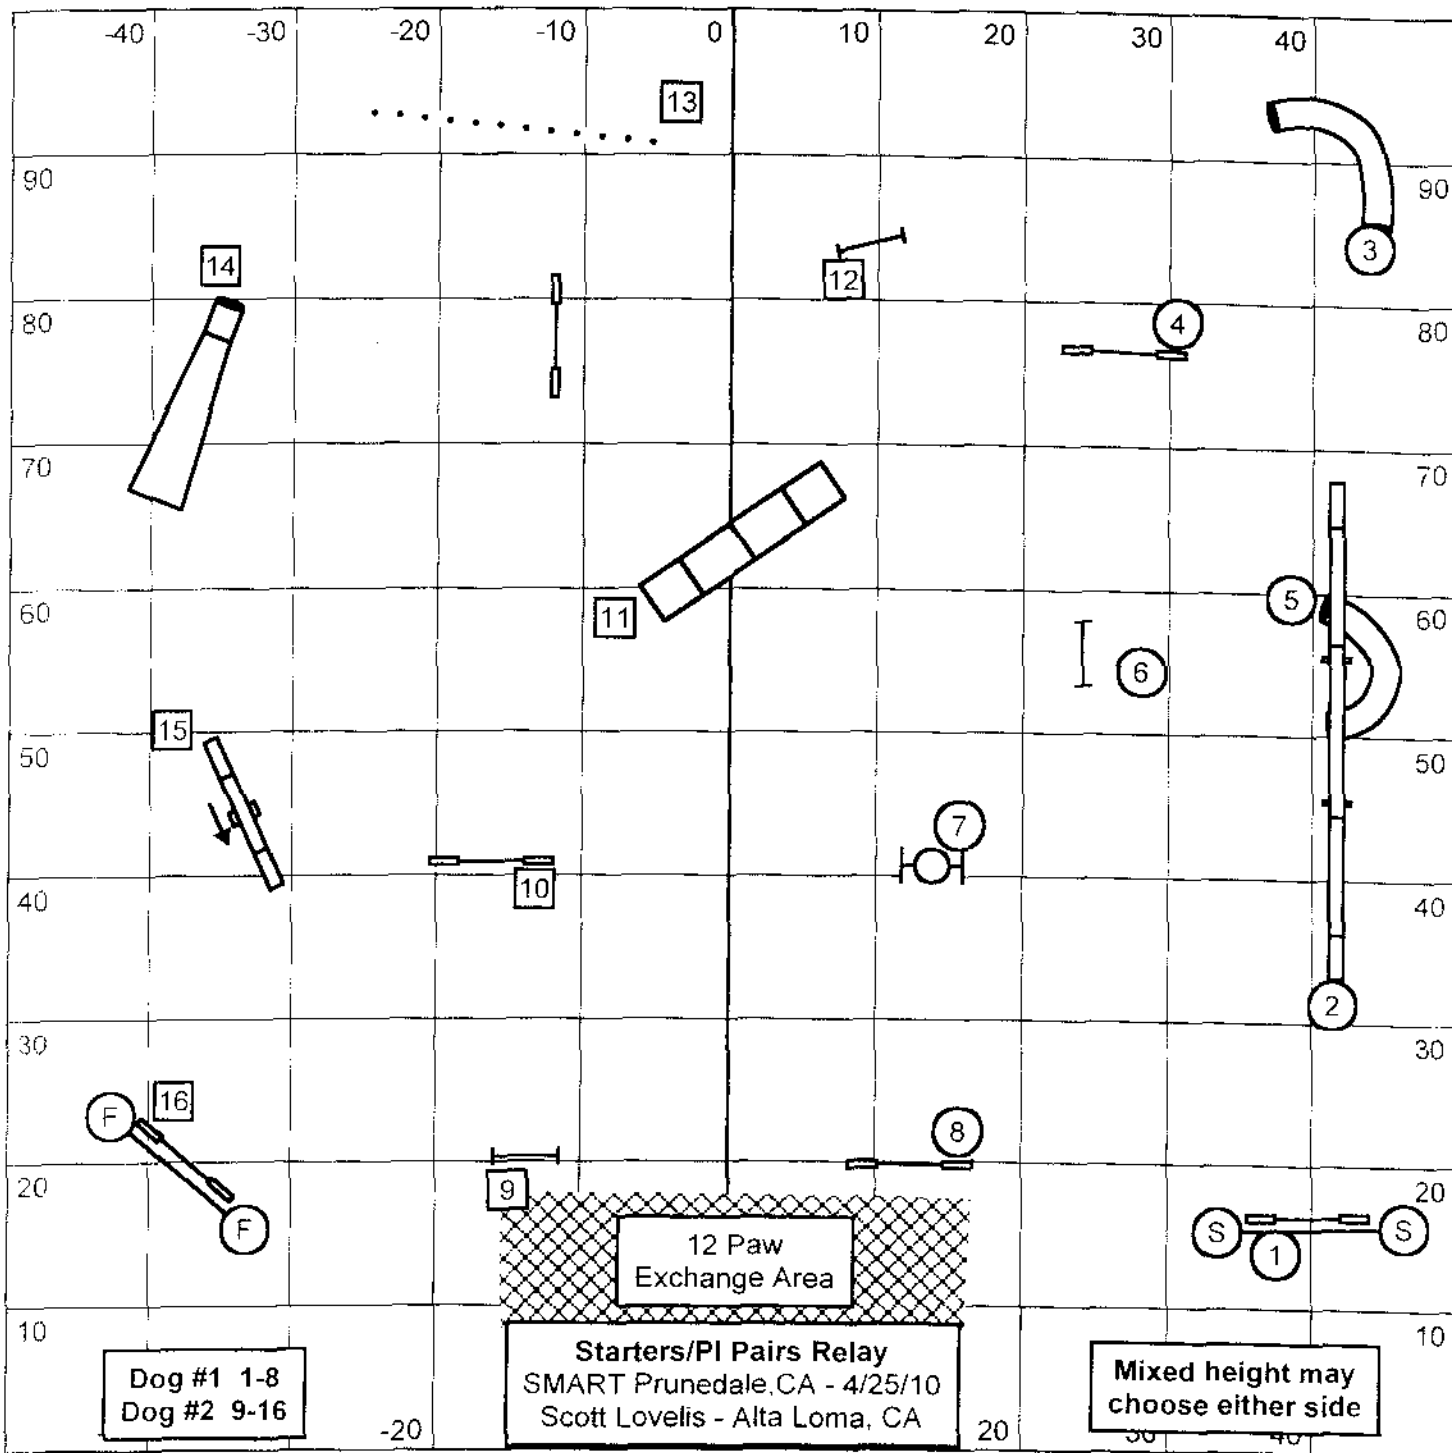 -40 -30 -20 -10 0 10 20 30 40
13
90 90
3
14
12
80 4 80
70 70
5
60 11 60
6
15
50 50
7
10
40 40
2
30 30
F 16
8
20 9 20
F
12 Paw
Exchange Area
S 1 S
10 10
Starters/PI Pairs Relay
SMART Prunedale,CA - 4/25/10
Scott Lovelis - Alta Loma, CA
Dog #1 1-8
Dog #2 9-16
Mixed height may
choose either side
-20 20 30 40